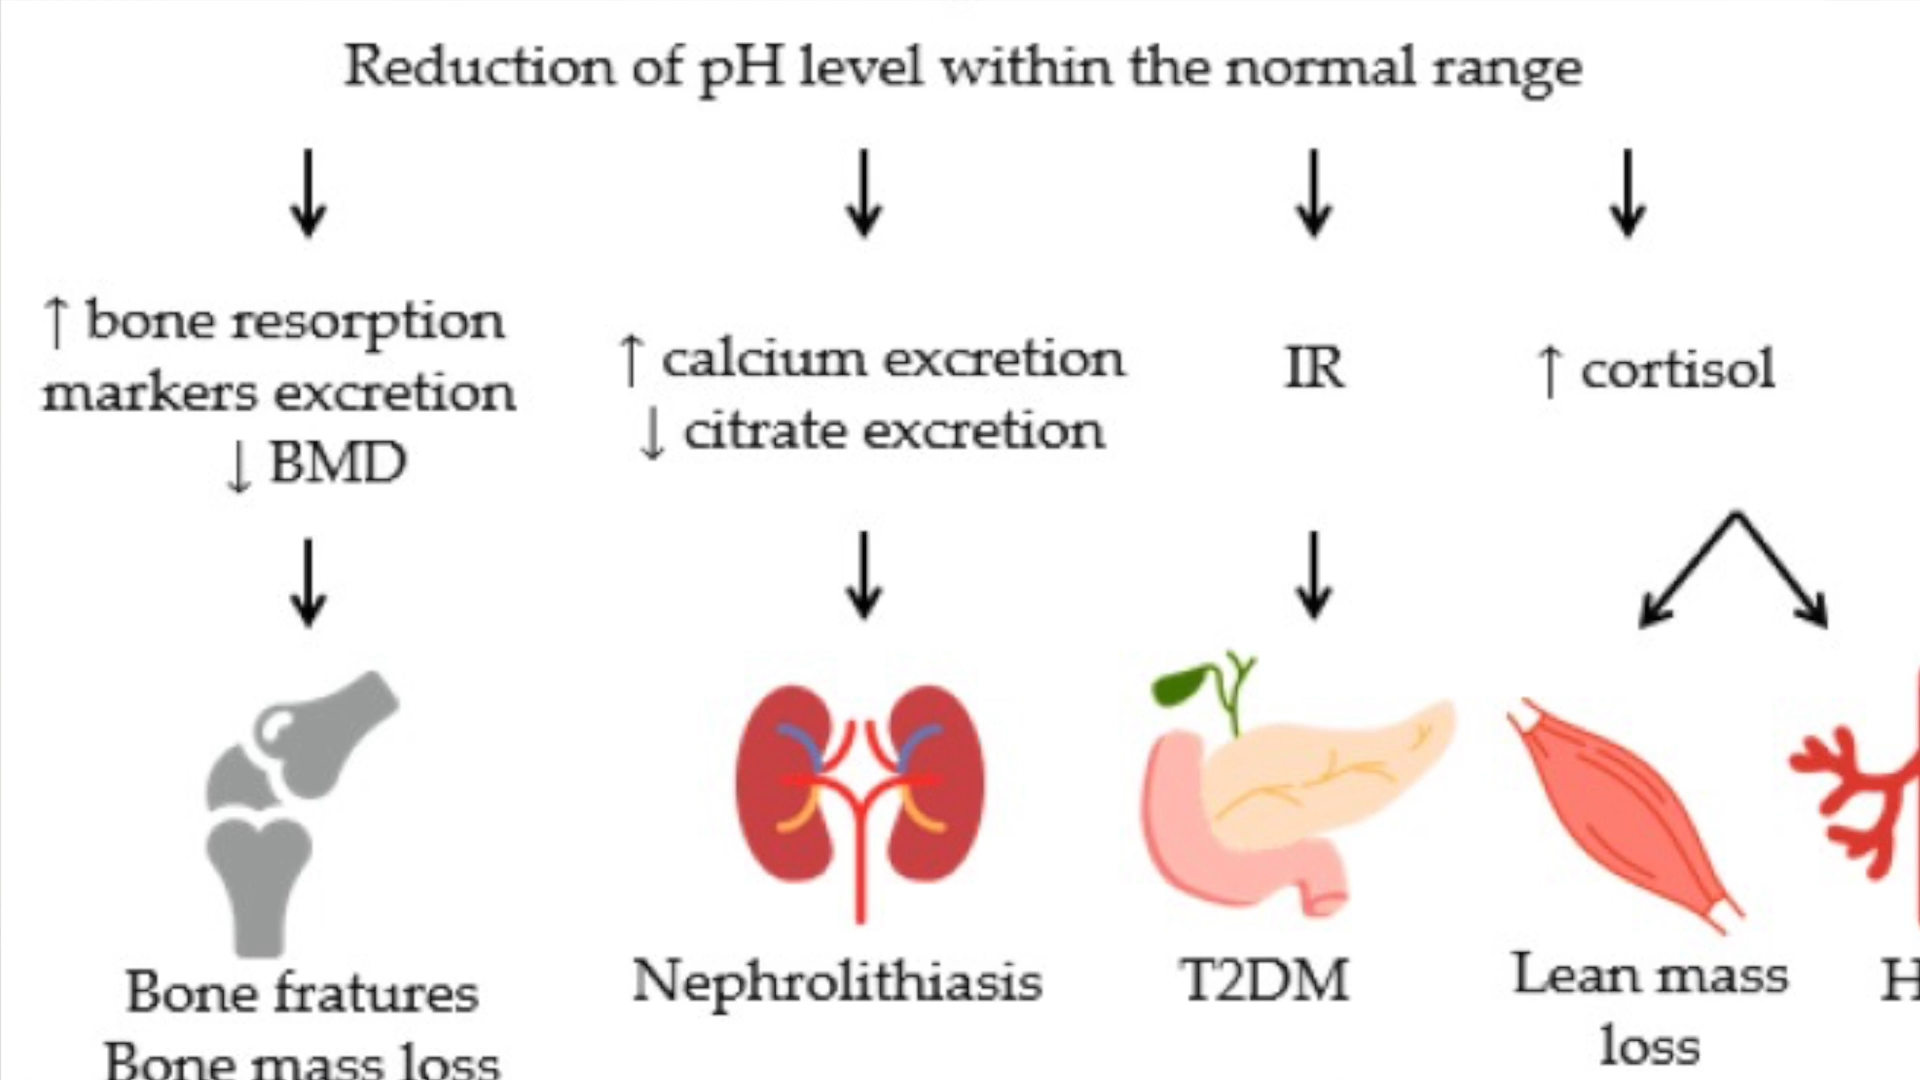 Reduction of pH level within the normal range
↑ bone resorption
markers excretion
↓ BMD
↑ calcium excretion
↓ citrate excretion
IR
↑ cortisol
Bone fratures
Bone mass loss
Nephrolithiasis
T2DM
Lean mass
loss